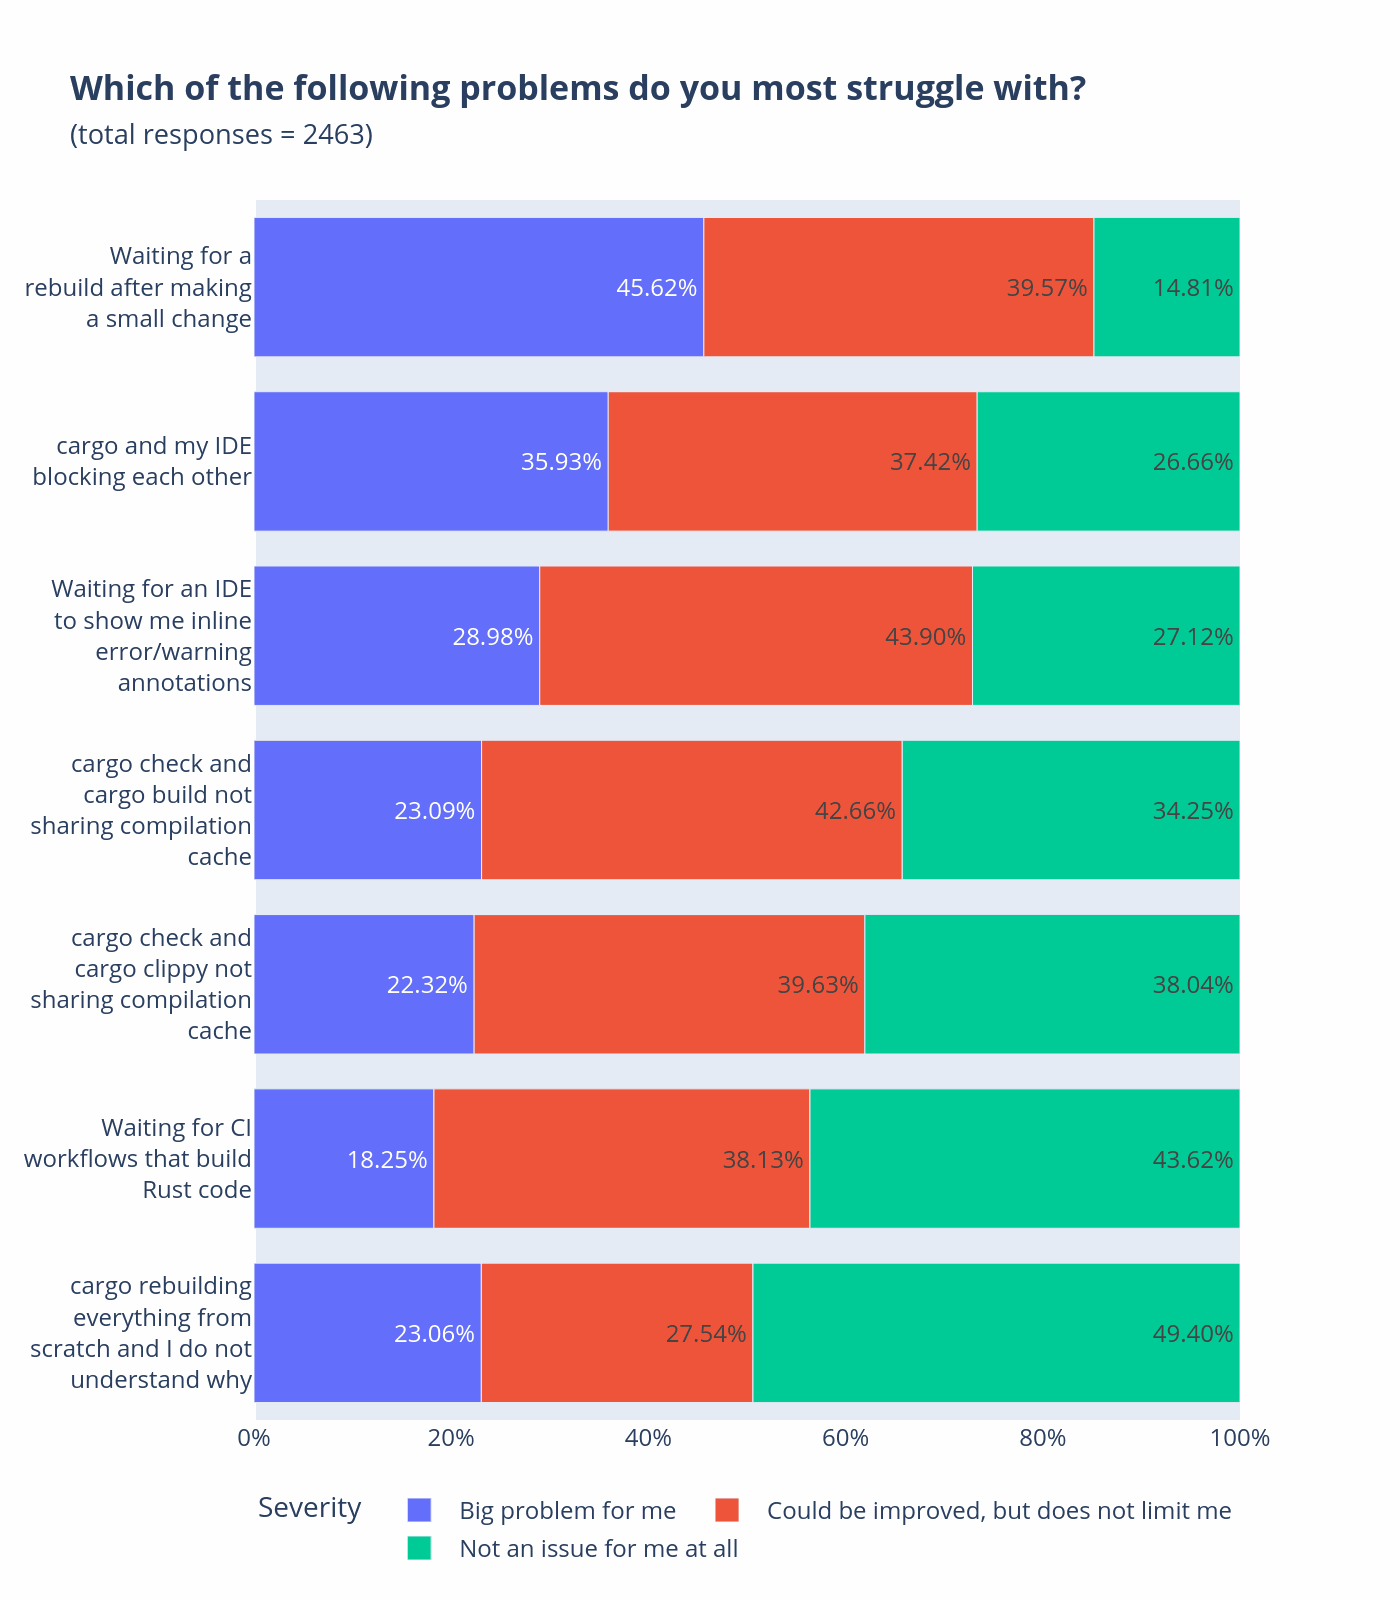 Which of the following problems do you most struggle with?
(total responses = 2463)
Waiting for a
rebuild after making
a small change
45.62%
39.57%
14.81%
cargo and my IDE
blocking each other
35.93%
37.42%
26.66%
Waiting for an IDE
to show me inline
error/warning
annotations
28.98%
43.90%
27.12%
cargo check and
cargo build not
sharing compilation
cache
23.09%
42.66%
34.25%
cargo check and
cargo clippy not
sharing compilation
cache
22.32%
39.63%
38.04%
Waiting for CI
workflows that build
Rust code
18.25%
38.13%
43.62%
cargo rebuilding
everything from
scratch and I do not
understand why
23.06%
27.54%
49.40%
0%
20%
40%
60%
80%
100%
Severity
Big problem for me
Could be improved, but does not limit me
Not an issue for me at all